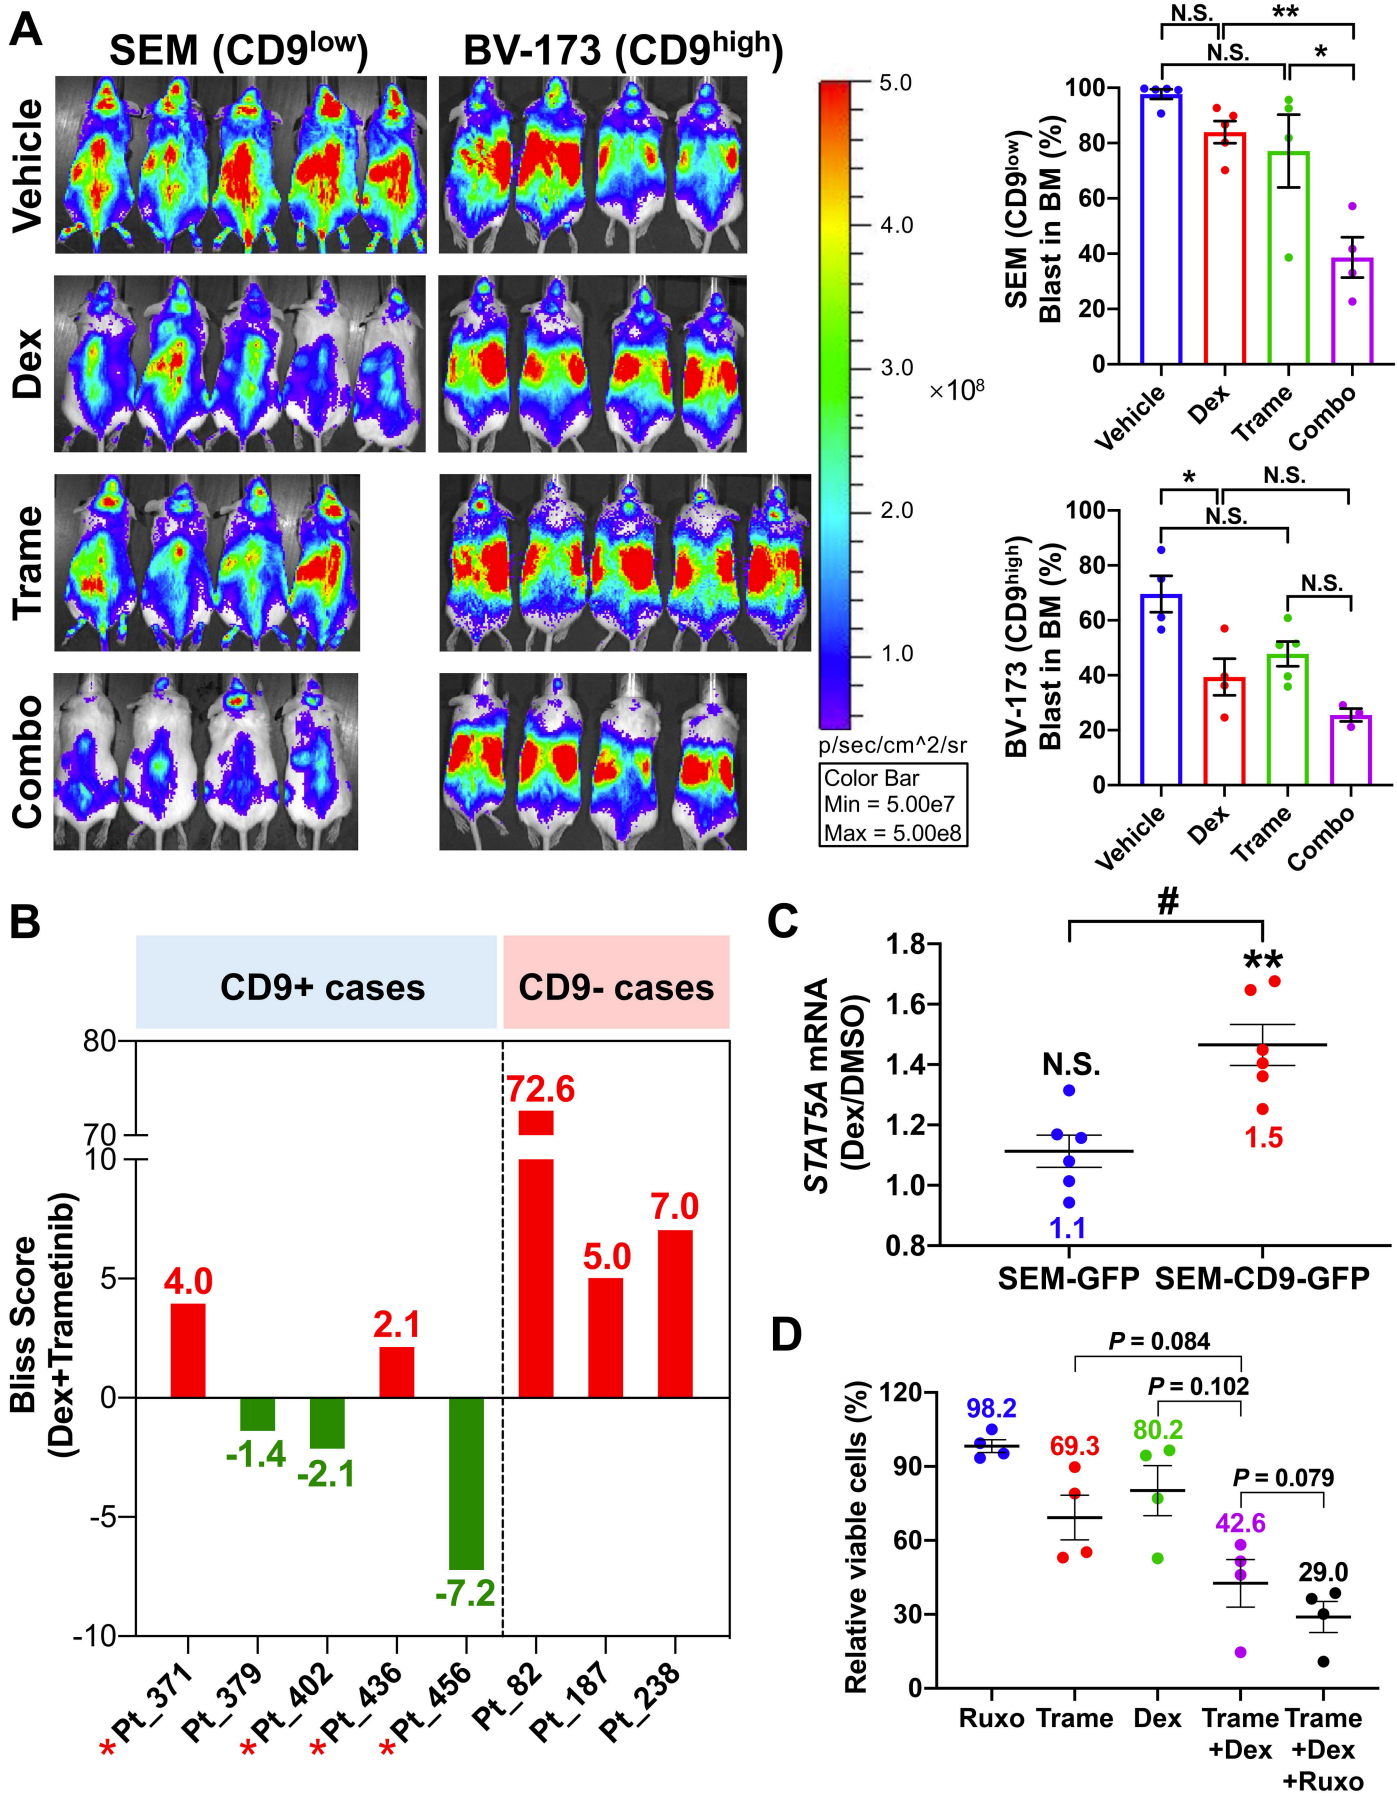 A
SEM (CD9low)
BV-173 (CD9high)
Vehicle
Dex
Trame
Combo
5.0
4.0
3.0
×10⁸
2.0
1.0
p/sec/cm^2/sr
Color Bar
Min = 5.00e7
Max = 5.00e8
N.S.
**
N.S.
*
SEM (CD9low)
Blast in BM (%)
100
80
60
40
20
0
Vehicle
Dex
Trame
Combo
*
N.S.
N.S.
N.S.
BV-173 (CD9high)
Blast in BM (%)
100
80
60
40
20
0
Vehicle
Dex
Trame
Combo
B
CD9+ cases
CD9- cases
Bliss Score
(Dex+Trametinib)
80
70
10
5
0
-5
-10
4.0
-1.4
-2.1
2.1
-7.2
72.6
5.0
7.0
*Pt_371
Pt_379
*Pt_402
*Pt_436
*Pt_456
Pt_82
Pt_187
Pt_238
C
#
STAT5A mRNA
(Dex/DMSO)
1.8
1.6
1.4
1.2
1.0
0.8
N.S.
**
1.1
1.5
SEM-GFP
SEM-CD9-GFP
D
P = 0.084
P = 0.102
P = 0.079
Relative viable cells (%)
120
90
60
30
0
98.2
69.3
80.2
42.6
29.0
Ruxo
Trame
Dex
Trame
+Dex
Trame
+Dex
+Ruxo